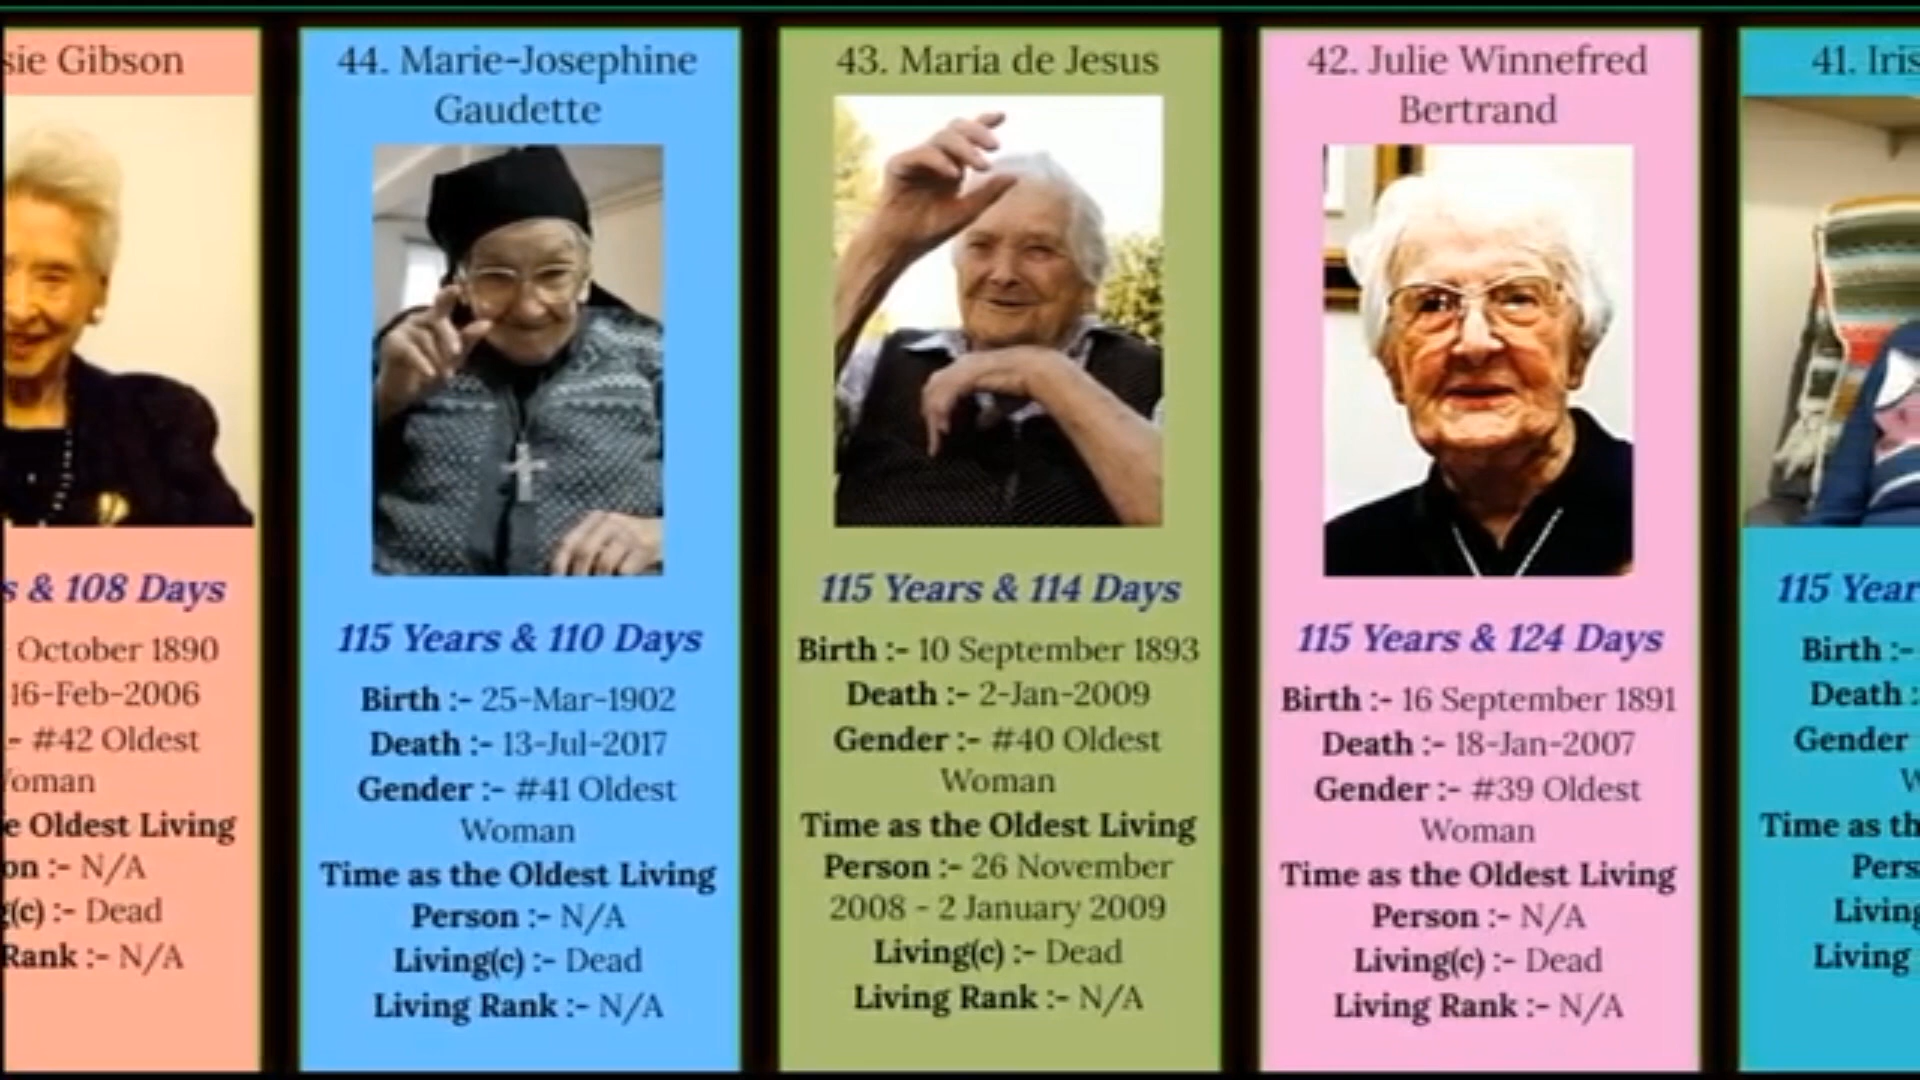 sie Gibson
s & 108 Days
October 1890
16-Feb-2006
- #42 Oldest
oman
e Oldest Living
on :- N/A
g(c) :- Dead
Rank :- N/A
44. Marie-Josephine
Gaudette
115 Years & 110 Days
Birth :- 25-Mar-1902
Death :- 13-Jul-2017
Gender :- #41 Oldest
Woman
Time as the Oldest Living
Person :- N/A
Living(c) :- Dead
Living Rank :- N/A
43. Maria de Jesus
115 Years & 114 Days
Birth :- 10 September 1893
Death :- 2-Jan-2009
Gender :- #40 Oldest
Woman
Time as the Oldest Living
Person :- 26 November
2008 - 2 January 2009
Living(c) :- Dead
Living Rank :- N/A
42. Julie Winnefred
Bertrand
115 Years & 124 Days
Birth :- 16 September 1891
Death :- 18-Jan-2007
Gender :- #39 Oldest
Woman
Time as the Oldest Living
Person :- N/A
Living(c) :- Dead
Living Rank :- N/A
41. Iris
115 Year
Birth :-
Death :
Gender
W
Time as th
Pers
Living
Living